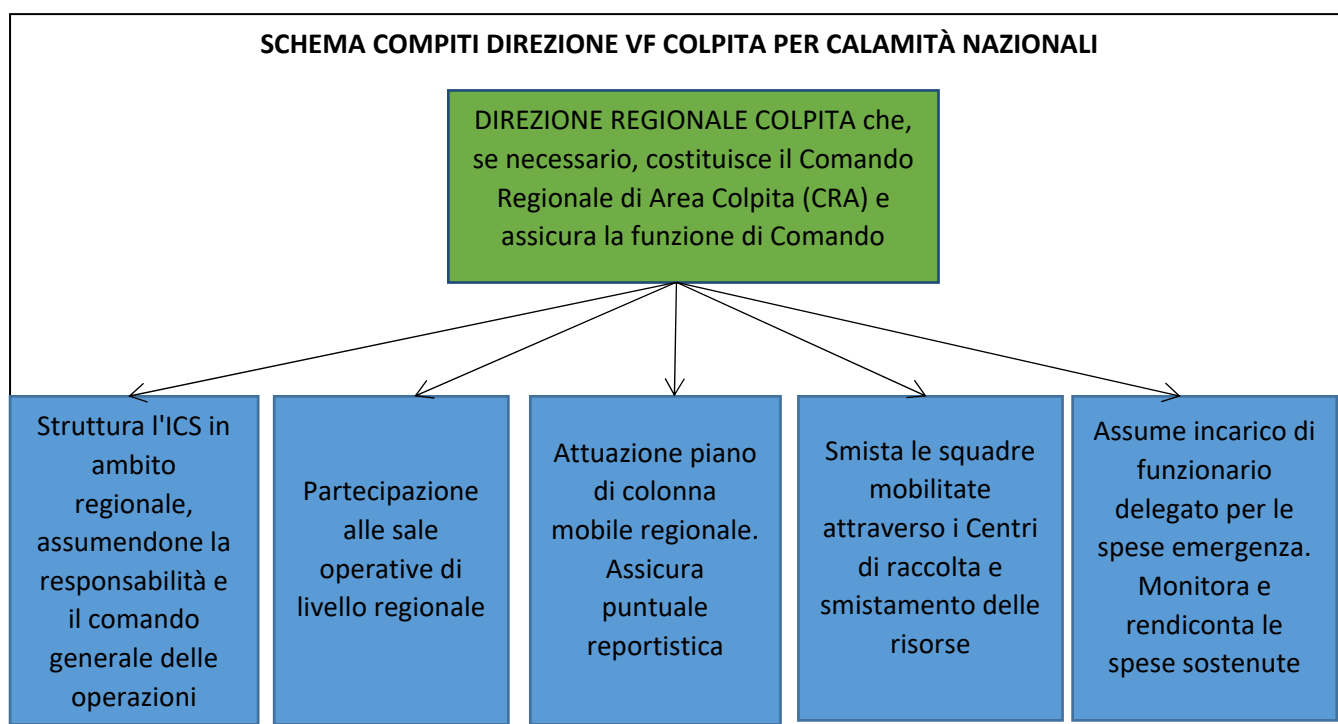 SCHEMA COMPITI DIREZIONE VF COLPITA PER CALAMITÀ NAZIONALI
DIREZIONE REGIONALE COLPITA che,
se necessario, costituisce il Comando
Regionale di Area Colpita (CRA) e
assicura la funzione di Comando
Struttura l'ICS in
ambito
regionale,
assumendone la
responsabilità e
il comando
generale delle
operazioni
Partecipazione
alle sale
operative di
livello regionale
Attuazione piano
di colonna
mobile regionale.
Assicura
puntuale
reportistica
Smista le squadre
mobilitate
attraverso i Centri
di raccolta e
smistamento delle
risorse
Assume incarico di
funzionario
delegato per le
spese emergenza.
Monitora e
rendiconta le
spese sostenute